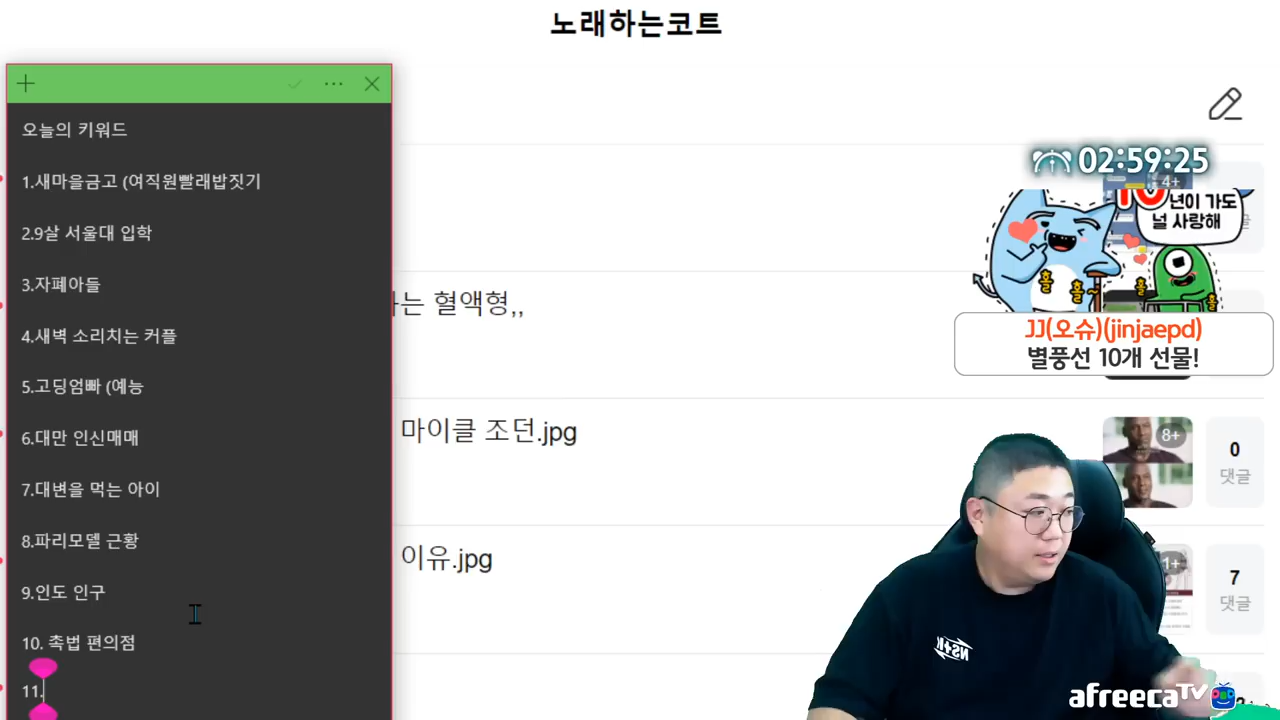 노래하는코트
오늘의 키워드
1.새마을금고 (여직원빨래밥짓기
2.9살 서울대 입학
3.자폐아들
4.새벽 소리치는 커플
5.고딩엄빠 (예능
6.대만 인신매매
7.대변을 먹는 아이
8.파리모델 근황
9.인도 인구
10. 촉법 편의점
11.
는 혈액형,,
마이클 조던.jpg
8+
0
댓글
이유.jpg
1+
7
댓글
02:59:25
4+
10년이 가도
널 사랑해
홀
홀~
홀
홀
JJ(오슈)(jinjaepd)
별풍선 10개 선물!
NS+K
afreecaTV